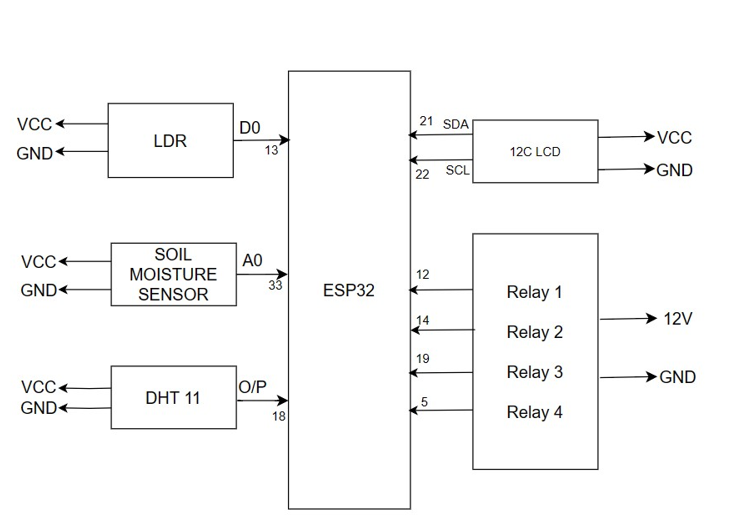 VCC
GND
LDR
D0
13
VCC
GND
SOIL
MOISTURE
SENSOR
A0
33
VCC
GND
DHT 11
O/P
18
ESP32
21 SDA
22 SCL
12C LCD
VCC
GND
12
14
19
5
Relay 1
Relay 2
Relay 3
Relay 4
12V
GND